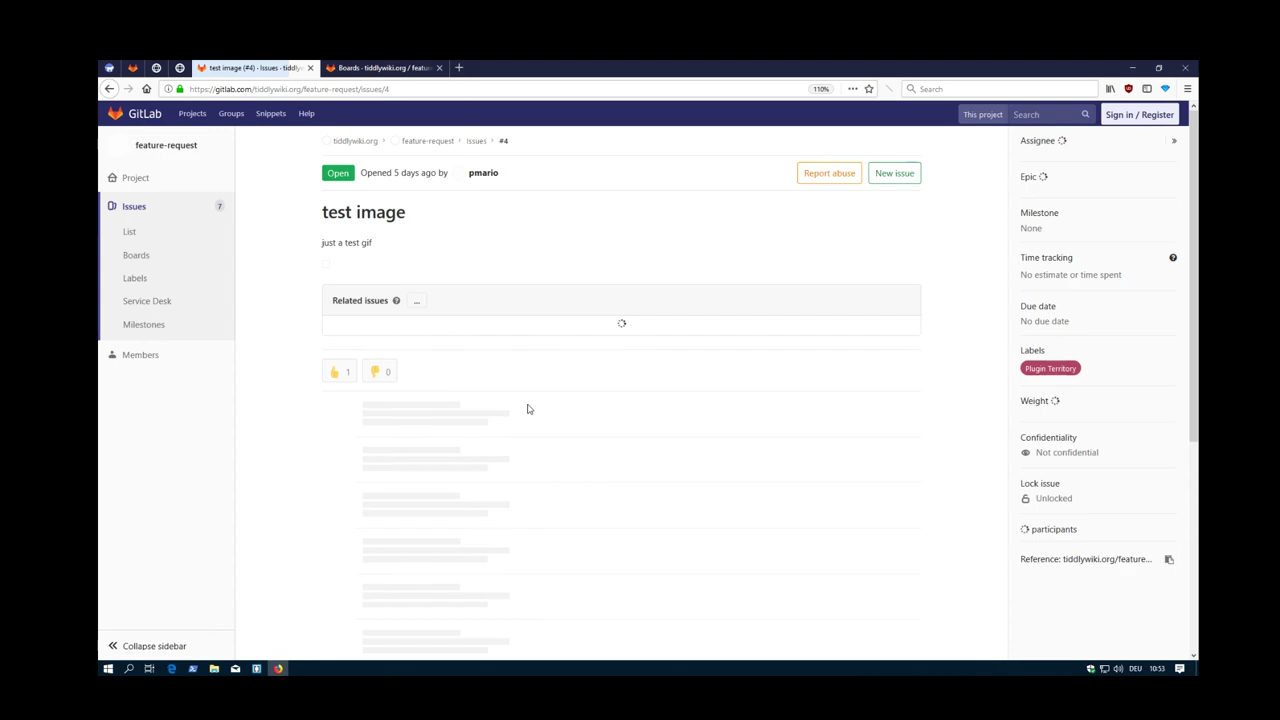 test image (#4) · Issues · tiddlyw
Boards · tiddlywiki.org / featur
https://gitlab.com/tiddlywiki.org/feature-request/issues/4
110%
Search
GitLab
Projects
Groups
Snippets
Help
This project
Search
Sign in / Register
feature-request
Project
Issues
7
List
Boards
Labels
Service Desk
Milestones
Members
Collapse sidebar
tiddlywiki.org > feature-request > Issues > #4
Open
Opened 5 days ago by pmario
Report abuse
New issue
test image
just a test gif
Related issues
...
1
0
Assignee
»
Epic
Milestone
None
Time tracking
No estimate or time spent
Due date
No due date
Labels
Plugin Territory
Weight
Confidentiality
Not confidential
Lock issue
Unlocked
participants
Reference: tiddlywiki.org/feature...
DEU
10:53